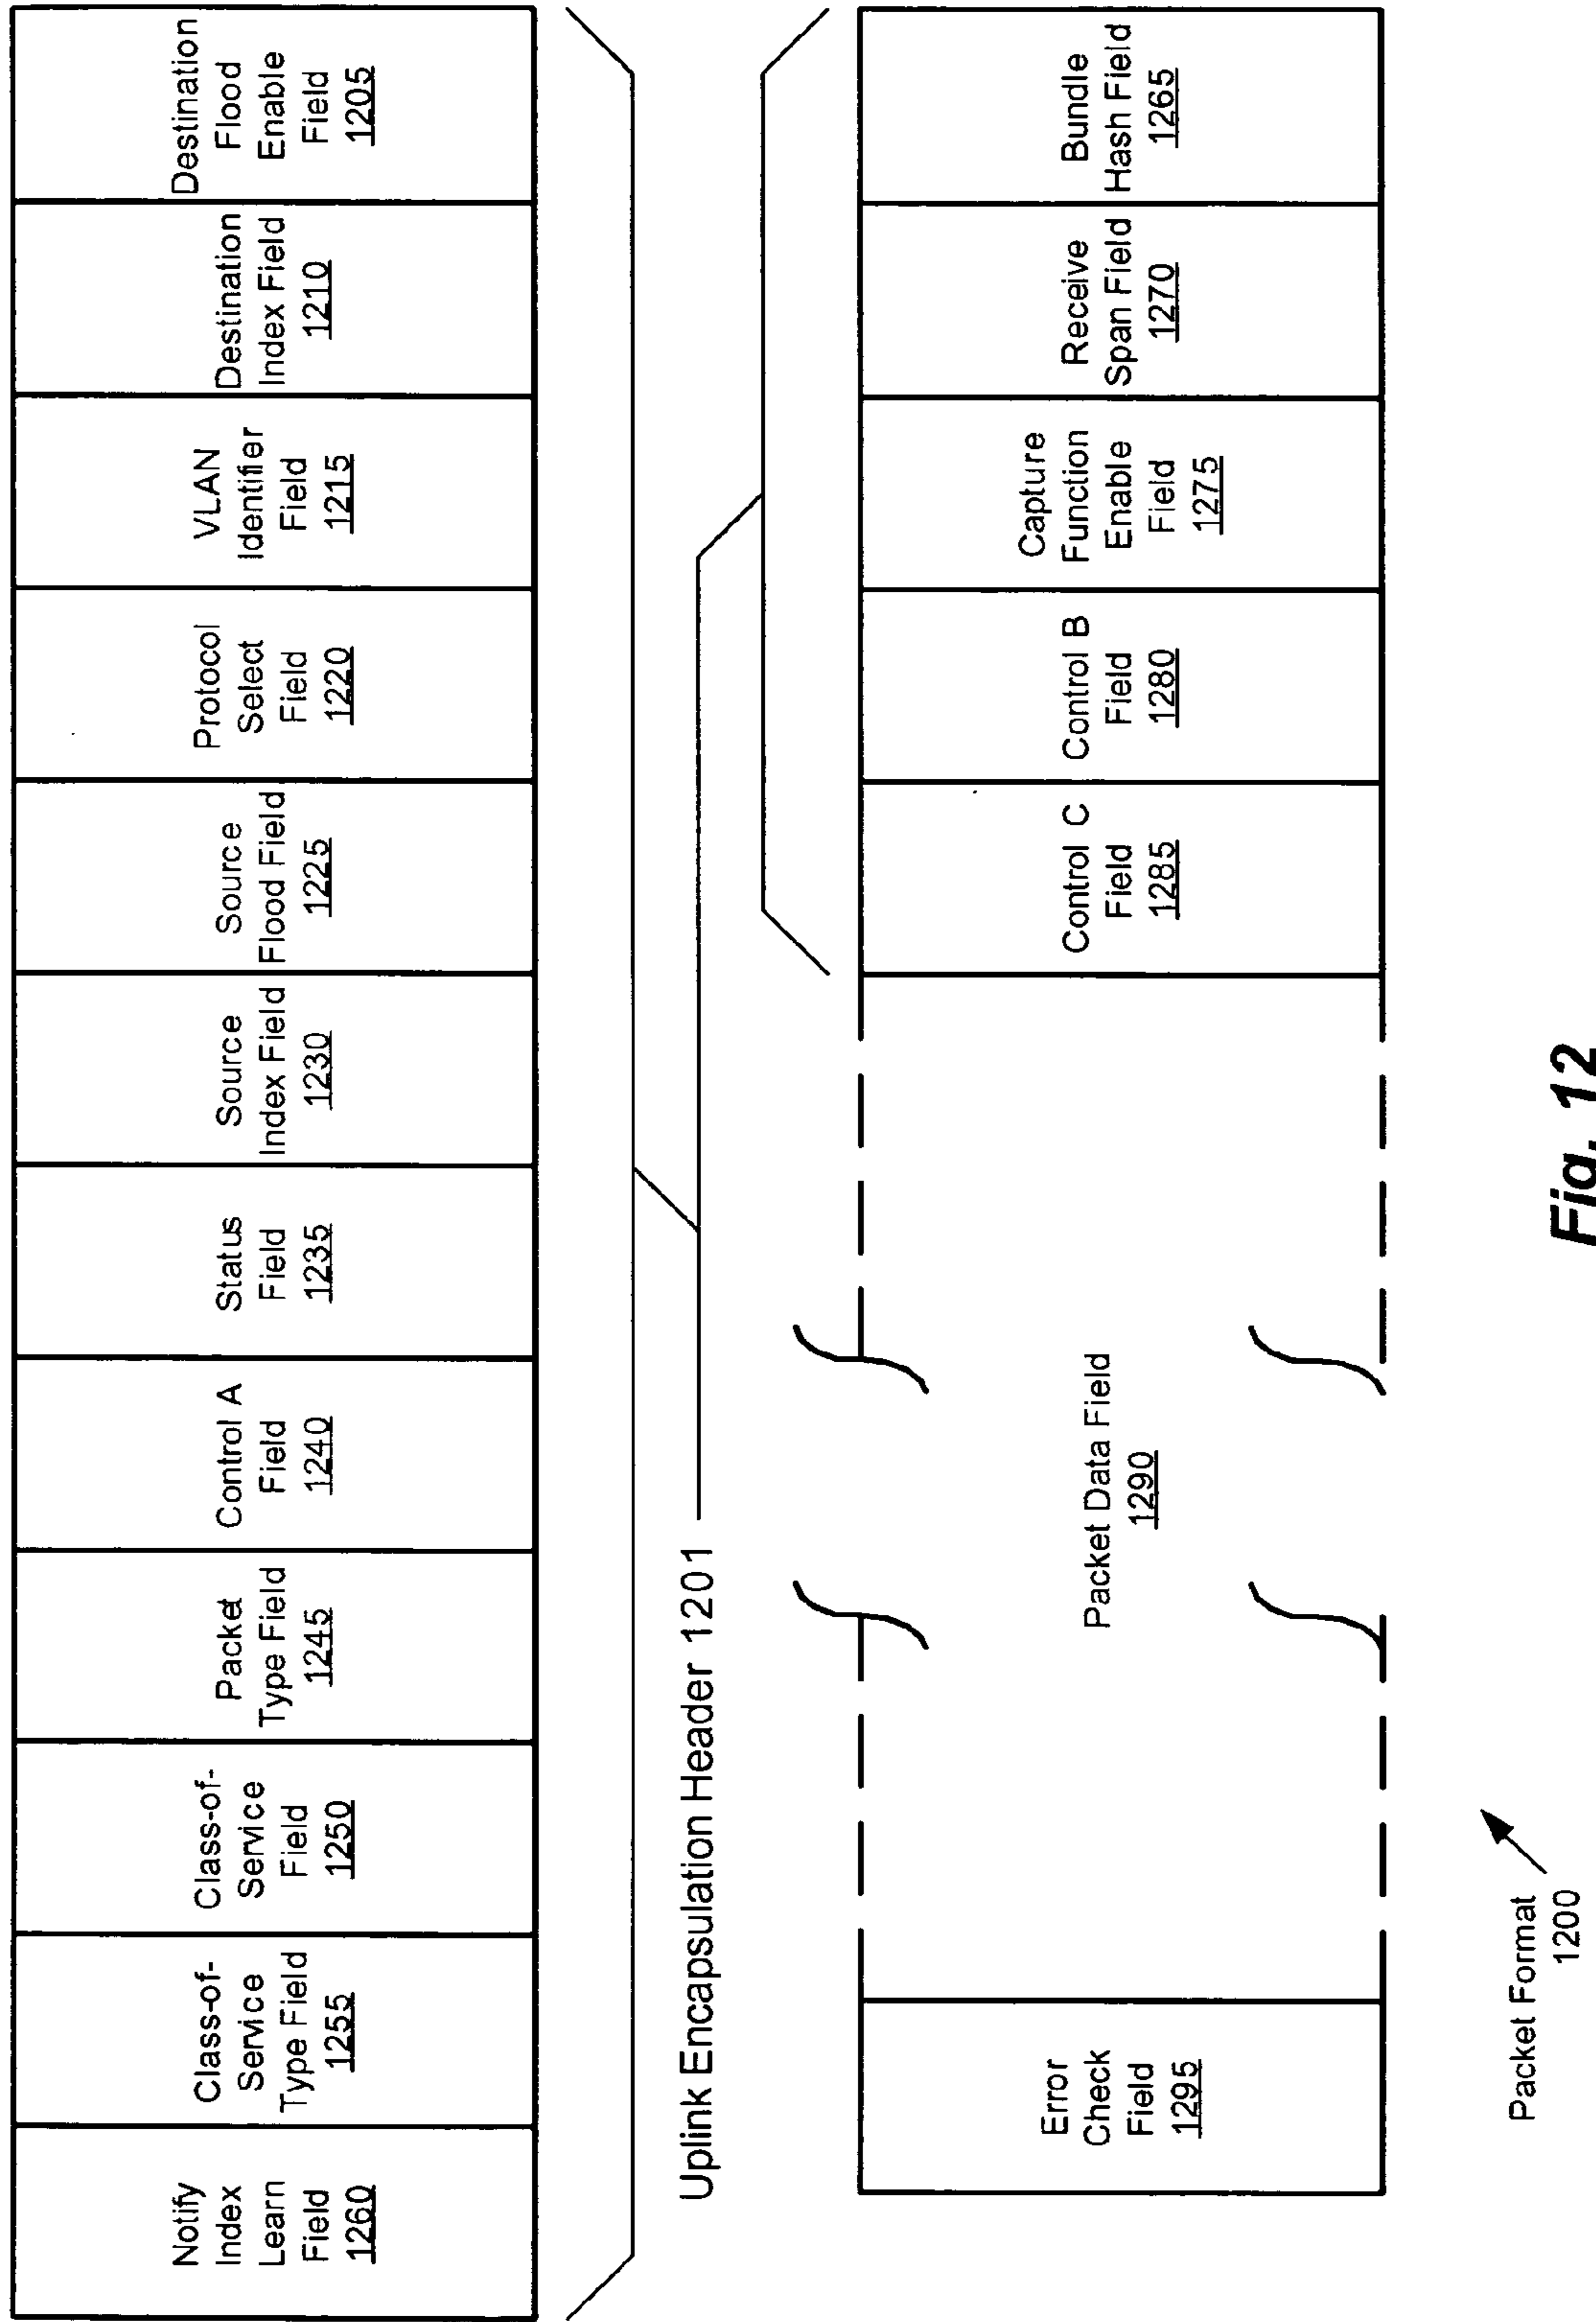 Notify
Index
Learn
Field
1260
Class-of-
Service
Type Field
1255
Class-of-
Service
Field
1250
Packet
Type Field
1245
Control A
Field
1240
Status
Field
1235
Source
Index Field
1230
Source
Flood Field
1225
Protocol
Select
Field
1220
VLAN
Identifier
Field
1215
Destination
Index Field
1210
Destination
Flood
Enable
Field
1205
Uplink Encapsulation Header 1201
Error
Check
Field
1295
Packet Data Field
1290
Control C
Field
1285
Control B
Field
1280
Capture
Function
Enable
Field
1275
Receive
Span Field
1270
Bundle
Hash Field
1265
Packet Format
1200
Fig. 12